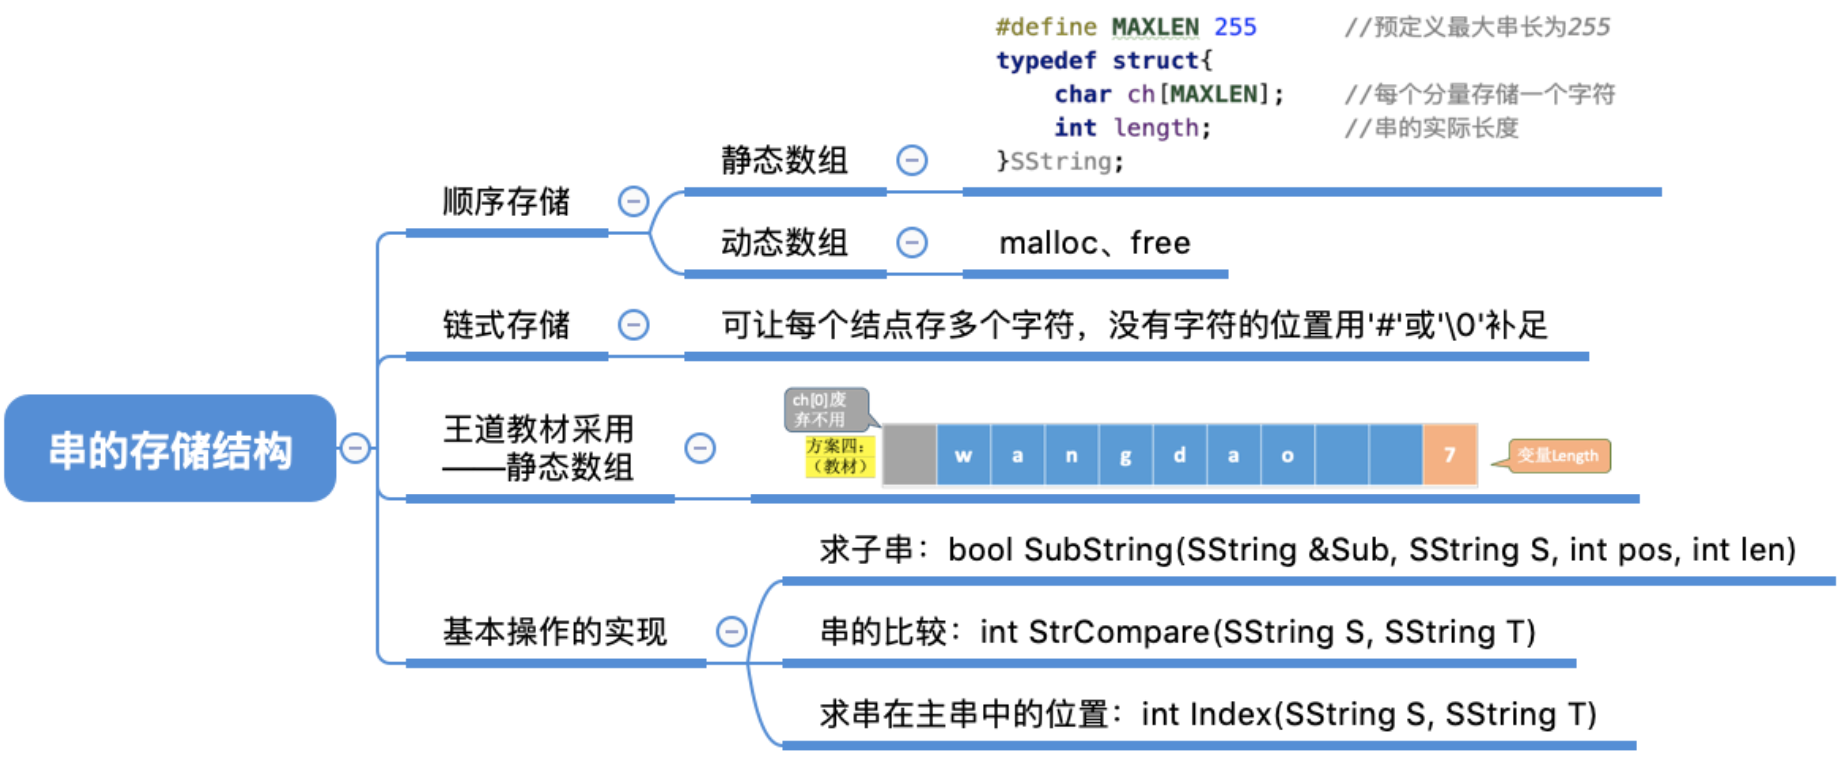 #define MAXLEN 255 //预定义最大串长为255
typedef struct{
char ch[MAXLEN]; //每个分量存储一个字符
int length; //串的实际长度
}SString;
静态数组
顺序存储
动态数组
malloc、free
链式存储
可让每个结点存多个字符，没有字符的位置用'#'或'\0'补足
串的存储结构
王道教材采用
——静态数组
ch[0]废
弃不用
方案四：
（教材）
w a n g d a o 7
变量Length
基本操作的实现
求子串：bool SubString(SString &Sub, SString S, int pos, int len)
串的比较：int StrCompare(SString S, SString T)
求串在主串中的位置：int Index(SString S, SString T)